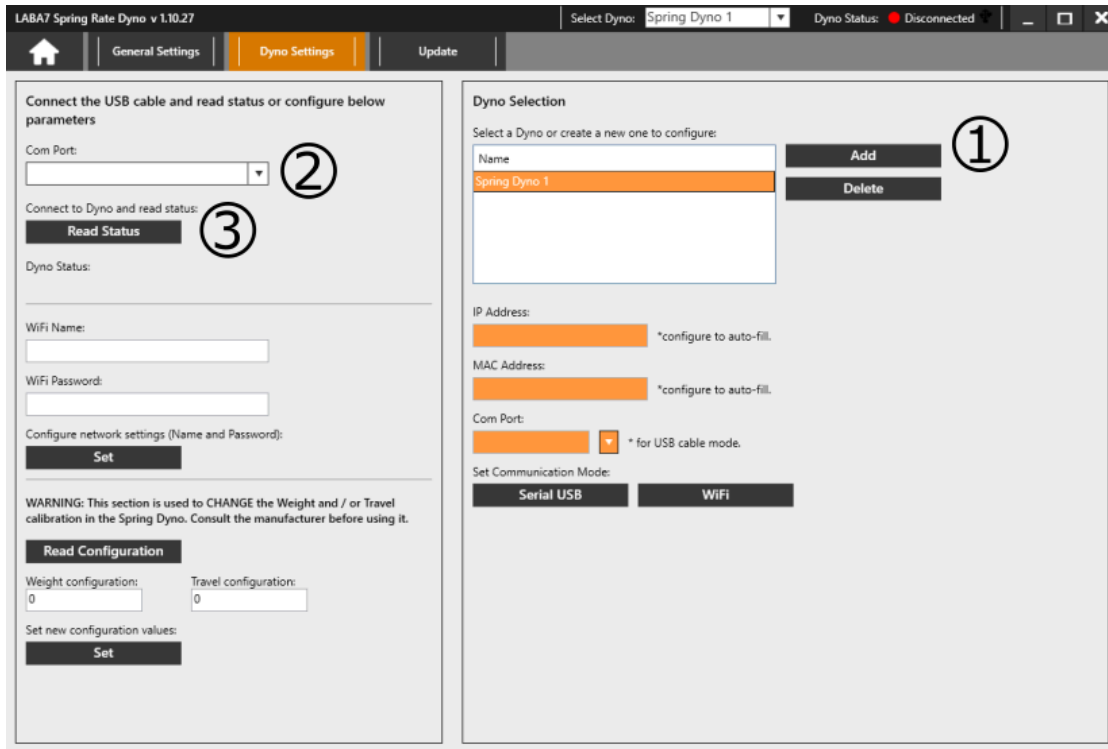 LABA7 Spring Rate Dyno v 1.10.27
Select Dyno: Spring Dyno 1
Dyno Status: Disconnected
General Settings
Dyno Settings
Update
Connect the USB cable and read status or configure below
parameters
Com Port:
②
Connect to Dyno and read status:
Read Status
③
Dyno Status:
WiFi Name:
WiFi Password:
Configure network settings (Name and Password):
Set
WARNING: This section is used to CHANGE the Weight and / or Travel
calibration in the Spring Dyno. Consult the manufacturer before using it.
Read Configuration
Weight configuration: Travel configuration:
0 0
Set new configuration values:
Set
Dyno Selection
Select a Dyno or create a new one to configure:
Name
Spring Dyno 1
Add
①
Delete
IP Address:
*configure to auto-fill.
MAC Address:
*configure to auto-fill.
Com Port:
* for USB cable mode.
Set Communication Mode:
Serial USB WiFi